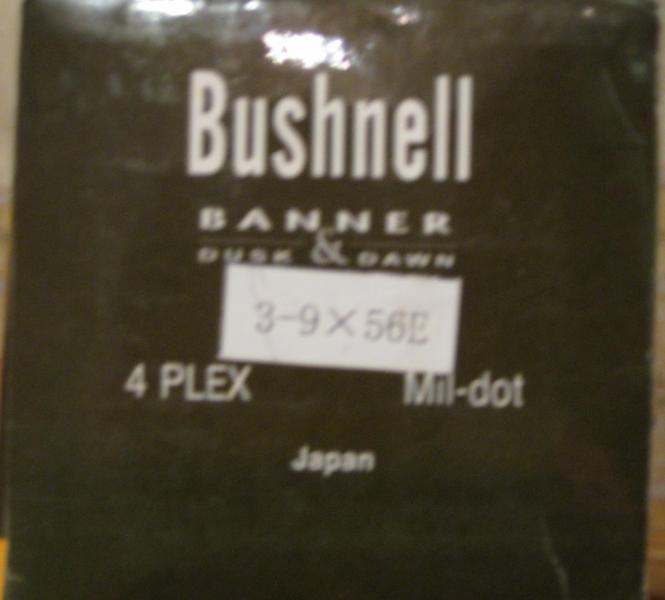 Bushnell
BANNER
DUSK & DAWN
3-9×56E
4 PLEX Mil-dot
Japan